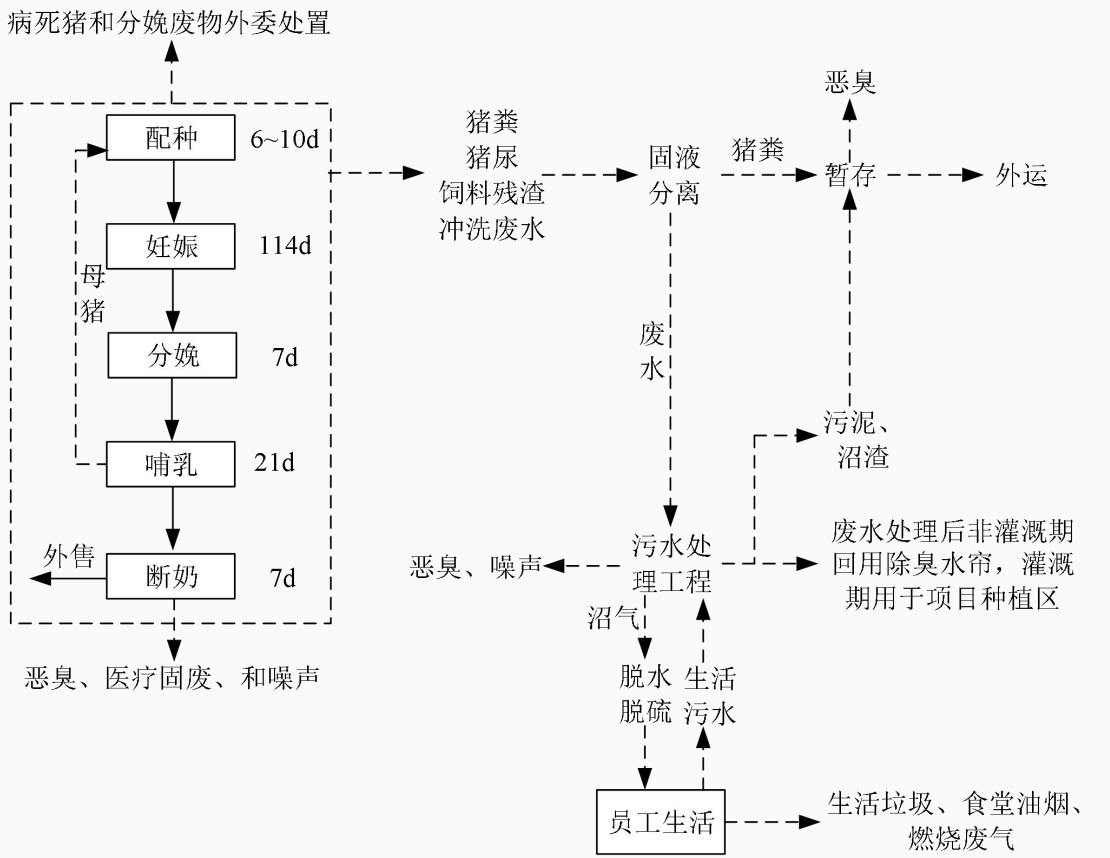 病死猪和分娩废物外委处置
配种
6~10d
妊娠
114d
母
猪
分娩
7d
哺乳
21d
外售
断奶
7d
恶臭、医疗固废、和噪声
猪粪
猪尿
饲料残渣
冲洗废水
固液
分离
猪粪
恶臭
暂存
外运
废
水
污泥、
沼渣
恶臭、噪声
污水处
理工程
废水处理后非灌溉期
回用除臭水帘，灌溉
期用于项目种植区
沼气
脱水
脱硫
生活
污水
员工生活
生活垃圾、食堂油烟、
燃烧废气